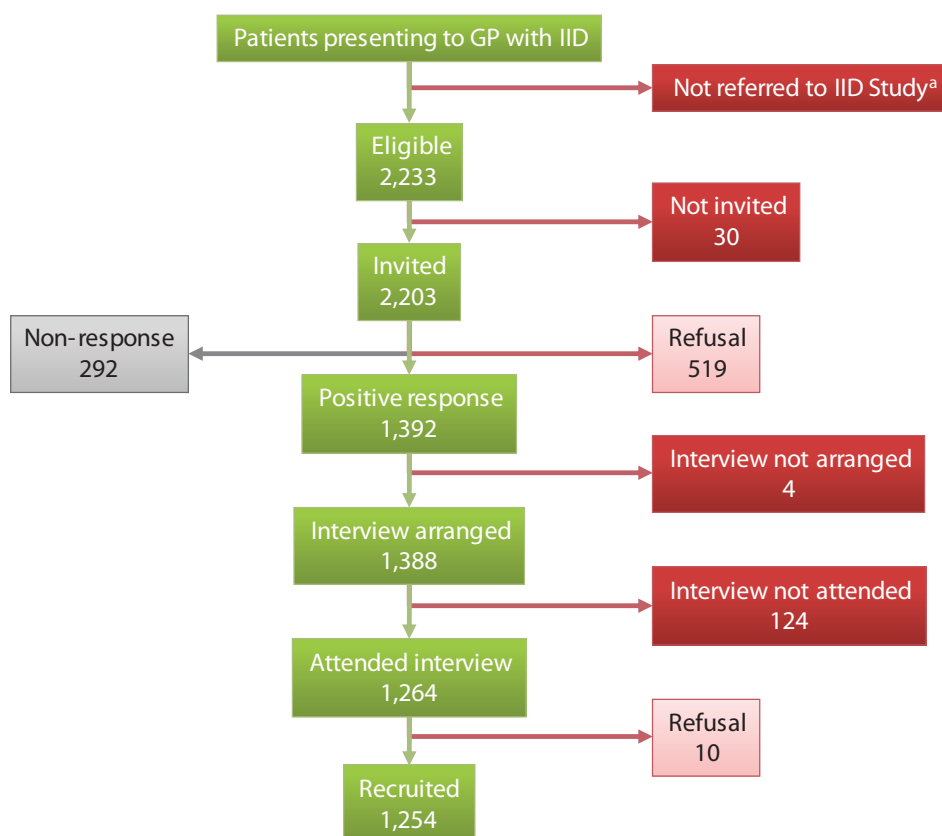 Patients presenting to GP with IID
Not referred to IID Studyª
Eligible
2,233
Not invited
30
Invited
2,203
Non-response
292
Refusal
519
Positive response
1,392
Interview not arranged
4
Interview arranged
1,388
Interview not attended
124
Attended interview
1,264
Refusal
10
Recruited
1,254